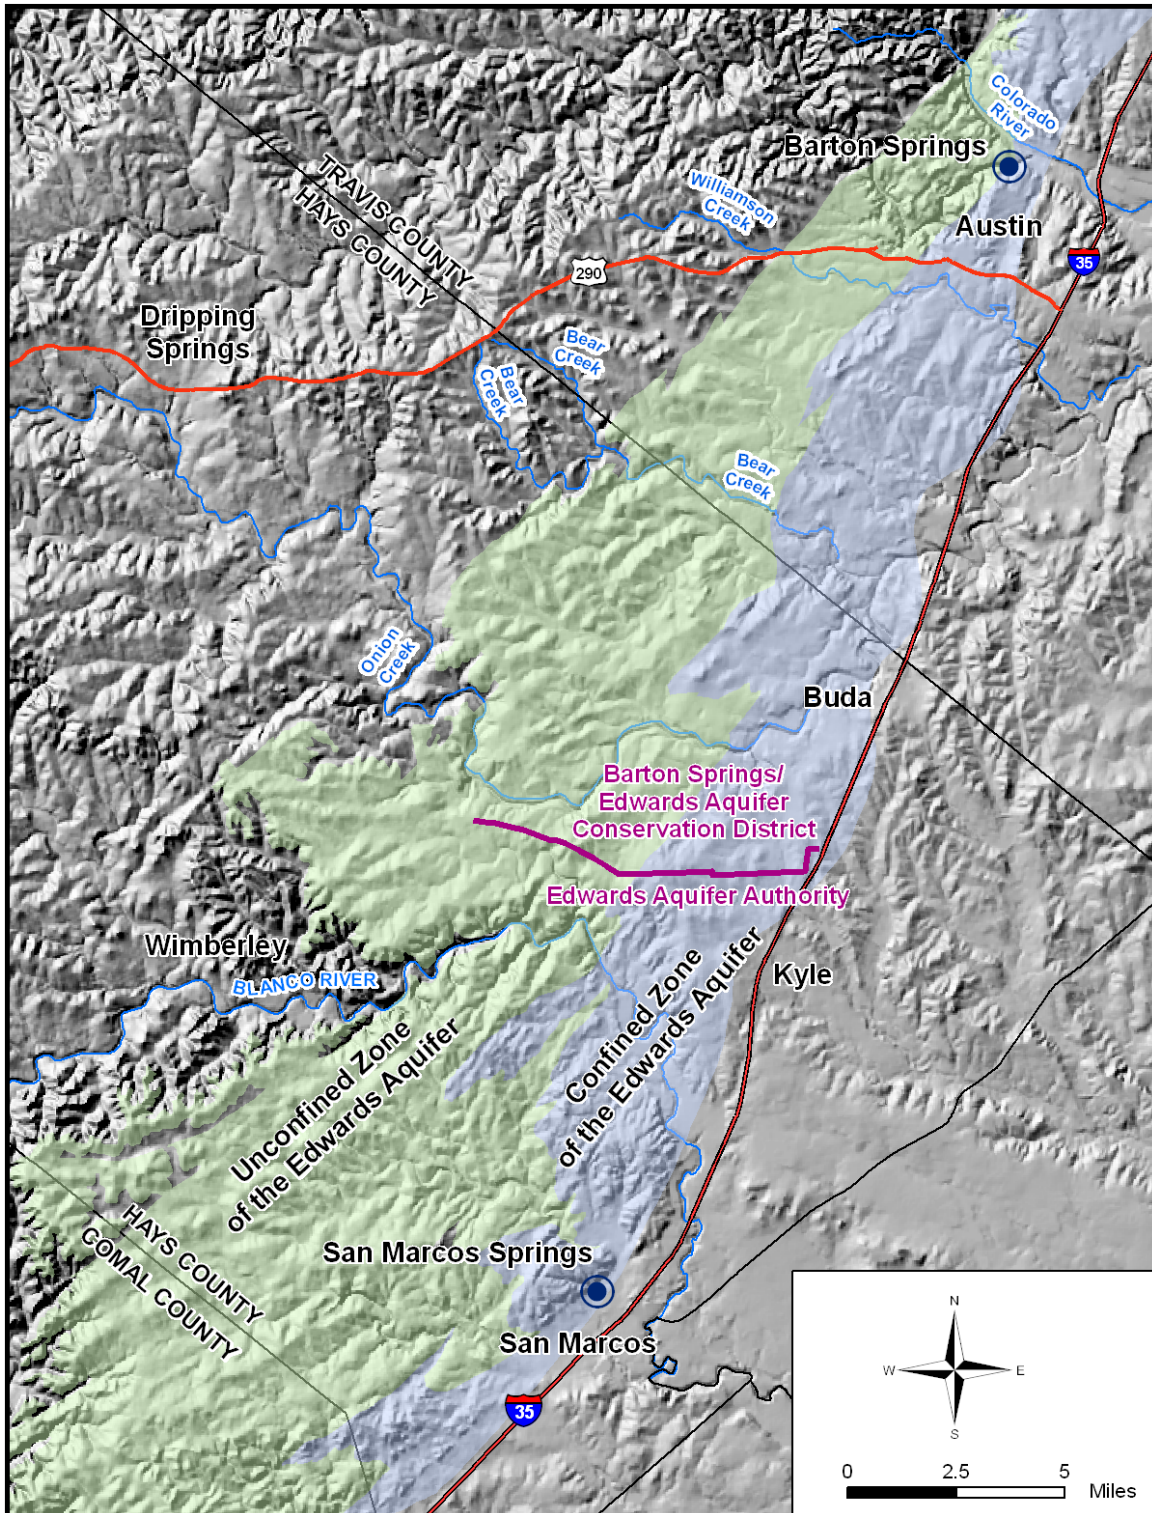 Colorado
River
Barton Springs
Williamson
Creek
Austin
TRAVIS COUNTY
HAYS COUNTY
35
290
Dripping
Springs
Bear
Creek
Bear
Creek
Bear
Creek
Onion
Creek
Buda
Barton Springs/
Edwards Aquifer
Conservation District
Edwards Aquifer Authority
Wimberley
BLANCO RIVER
Kyle
Unconfined Zone
of the Edwards Aquifer
Confined Zone
of the Edwards Aquifer
HAYS COUNTY
COMAL COUNTY
San Marcos Springs
San Marcos
35
N
W E
S
0 2.5 5
Miles